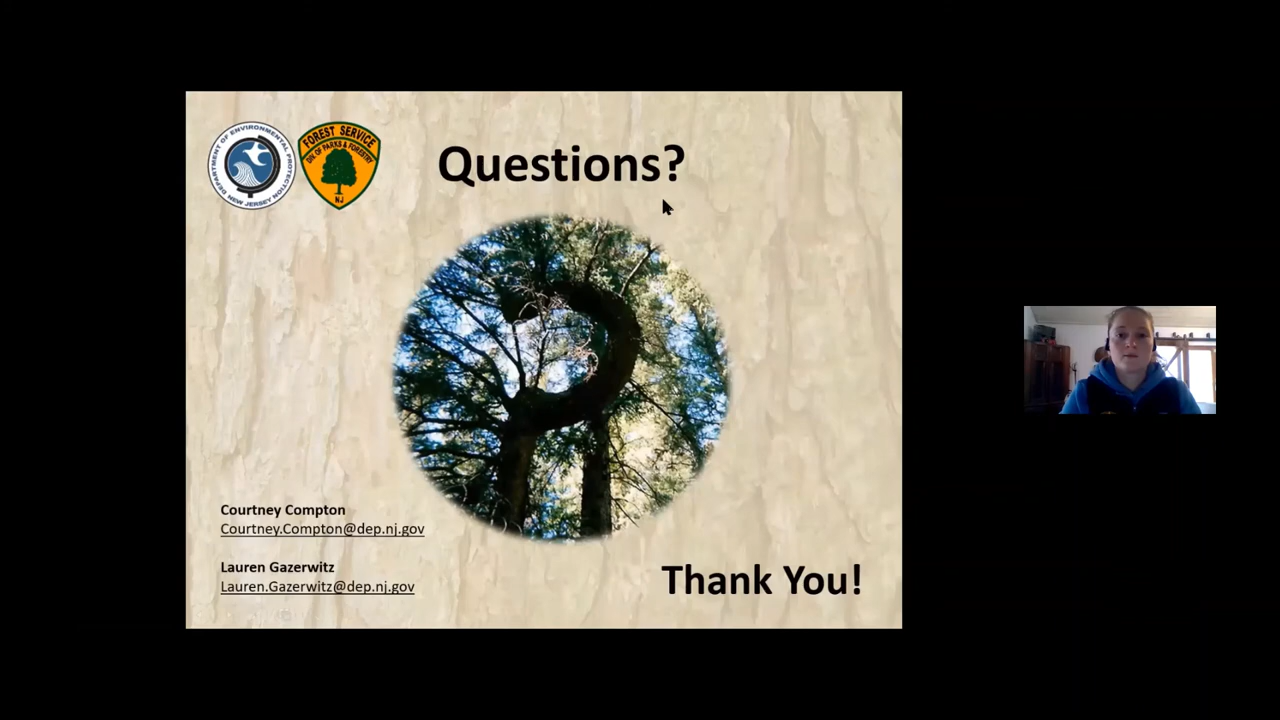 DEPARTMENT OF ENVIRONMENTAL PROTECTION
NEW JERSEY
FOREST SERVICE
DIV. OF PARKS & FORESTRY
NJ
Questions?
Courtney Compton
Courtney.Compton@dep.nj.gov
Lauren Gazerwitz
Lauren.Gazerwitz@dep.nj.gov
Thank You!